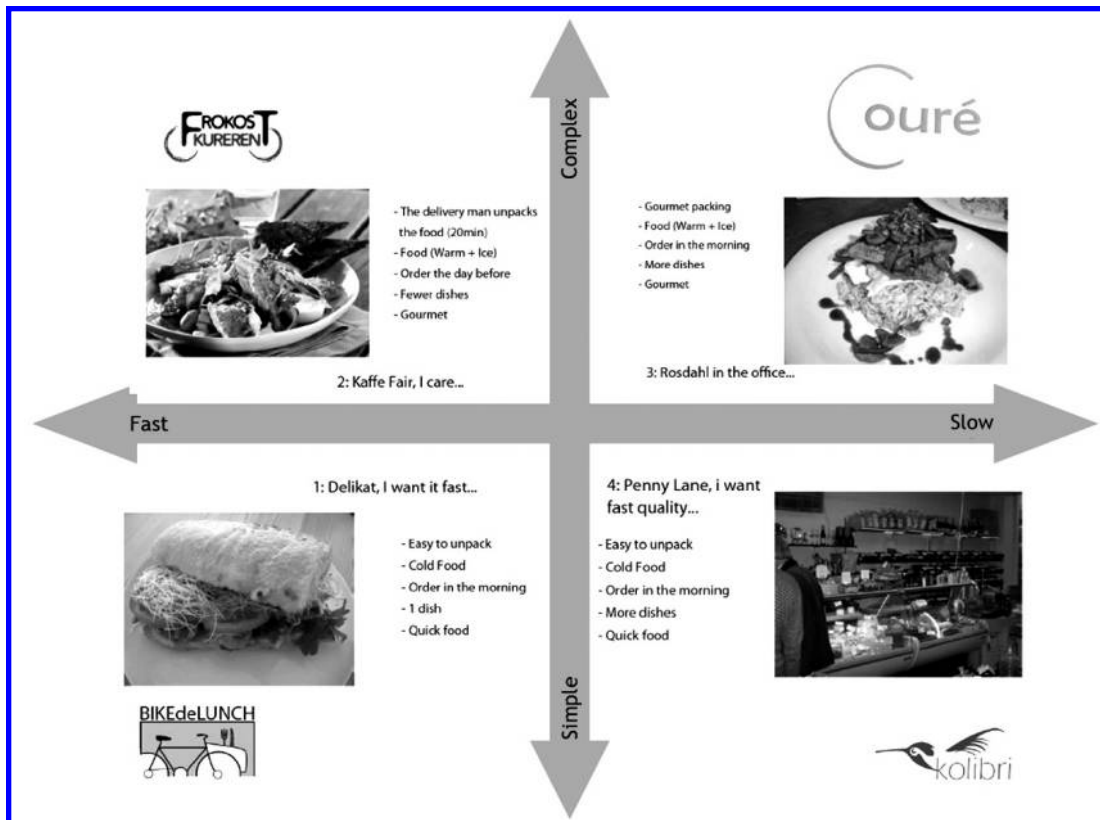 Complex
FROKOST
KUREREN
Couré
- The delivery man unpacks
the food (20min)
- Food (Warm + Ice)
- Order the day before
- Fewer dishes
- Gourmet
- Gourmet packing
- Food (Warm + Ice)
- Order in the morning
- More dishes
- Gourmet
2: Kaffe Fair, I care...
3: Rosdahl in the office...
Fast
Slow
1: Delikat, I want it fast...
4: Penny Lane, i want
fast quality...
- Easy to unpack
- Cold Food
- Order in the morning
- 1 dish
- Quick food
- Easy to unpack
- Cold Food
- Order in the morning
- More dishes
- Quick food
Simple
BIKEdeLUNCH
kolibri